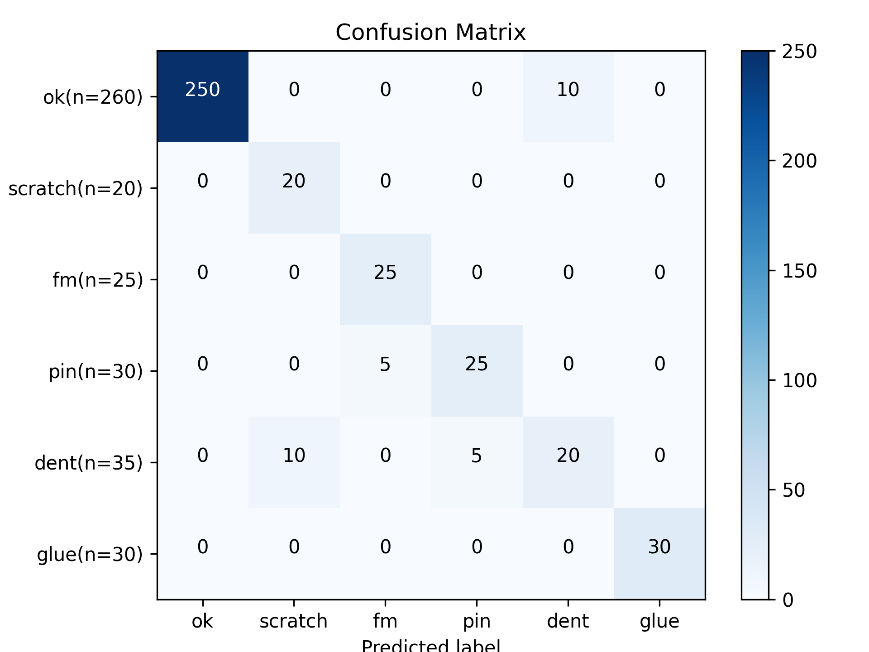 Confusion Matrix
ok(n=260) 250 0 0 0 10 0
scratch(n=20) 0 20 0 0 0 0
fm(n=25) 0 0 25 0 0 0
pin(n=30) 0 0 5 25 0 0
dent(n=35) 0 10 0 5 20 0
glue(n=30) 0 0 0 0 0 30
ok scratch fm pin dent glue
Predicted label
250
200
150
100
50
0